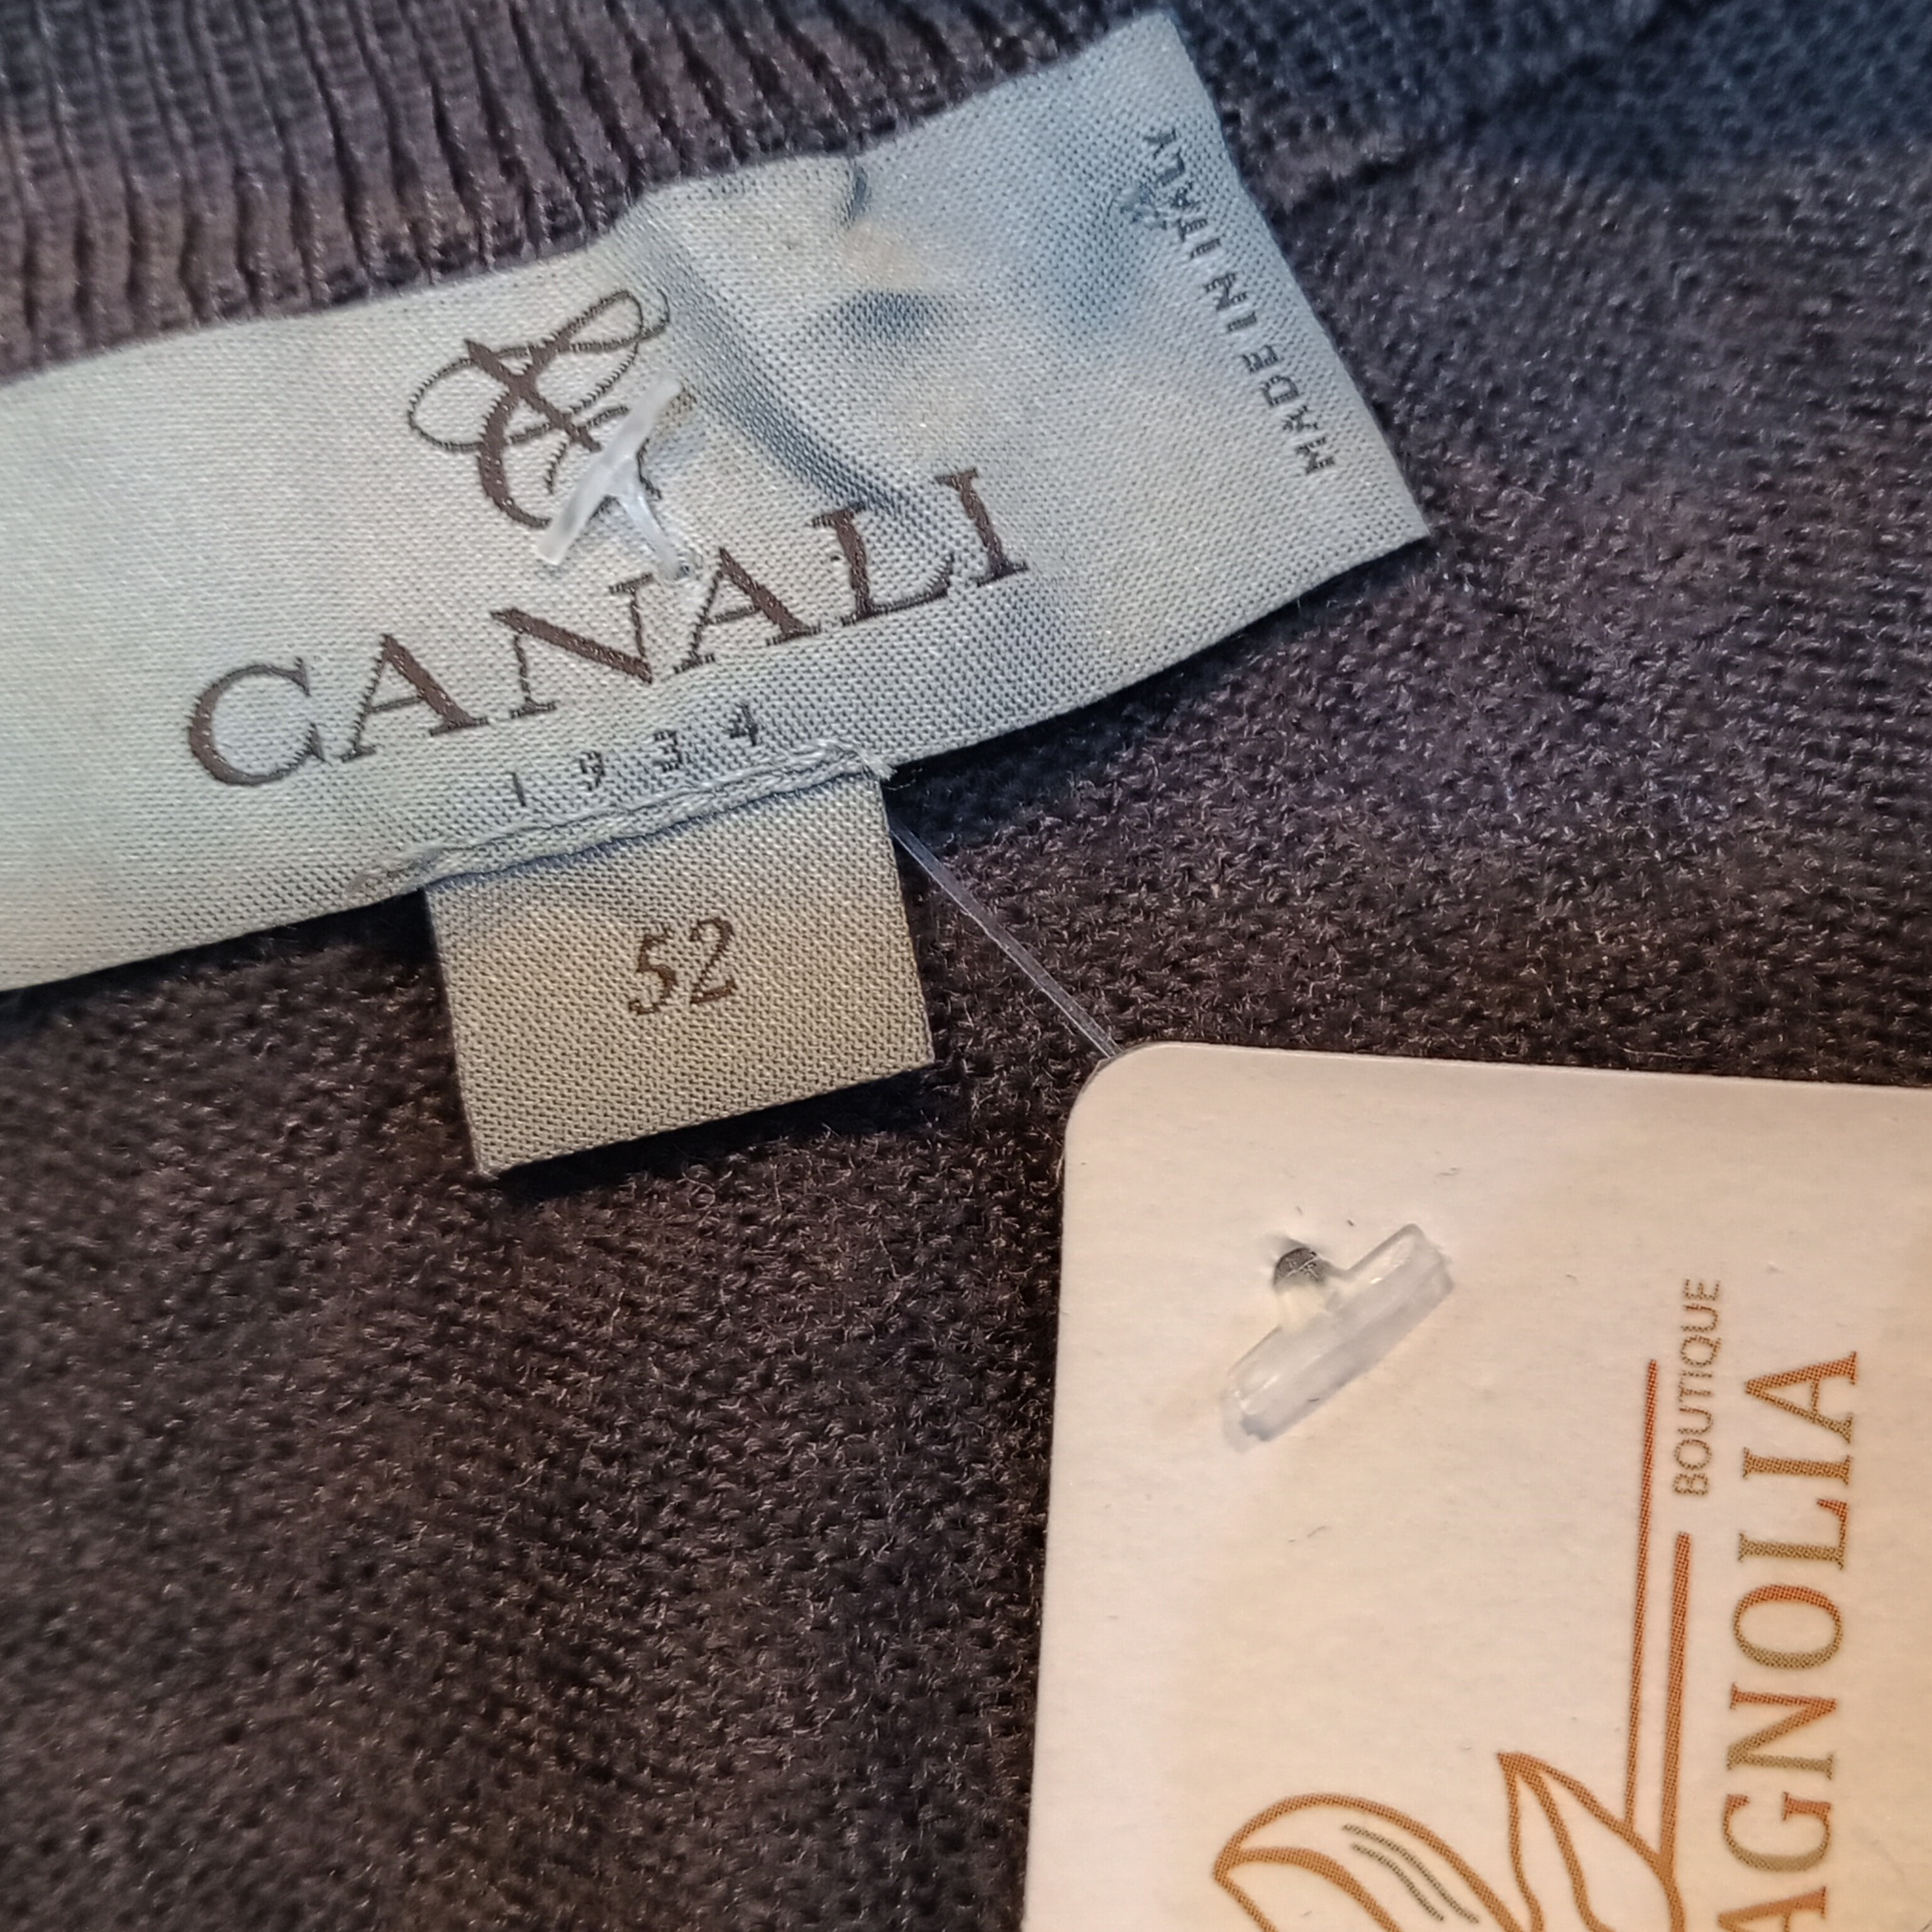 CANALI
1934
MADE IN ITALY
52
BOUTIQUE
AGNOLIA